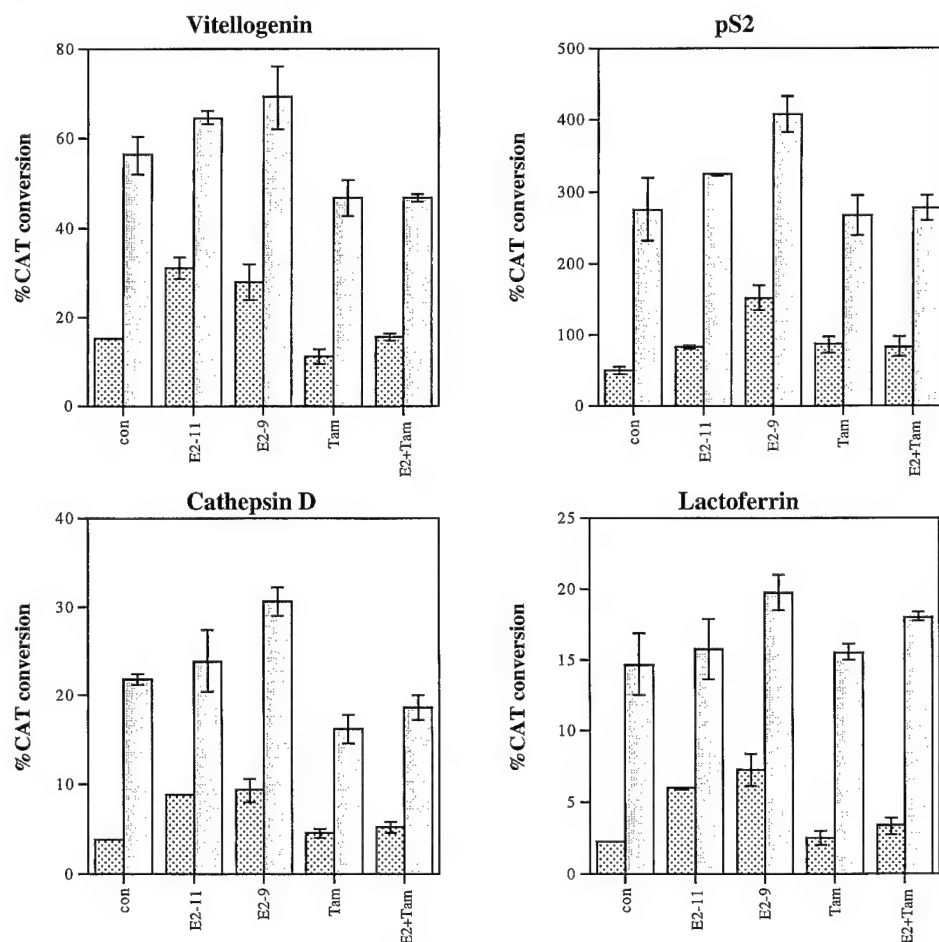 Vitellogenin
%CAT conversion
80
60
40
20
0
con
E2-11
E2-9
Tam
E2+Tam
pS2
%CAT conversion
500
400
300
200
100
0
con
E2-11
E2-9
Tam
E2+Tam
Cathepsin D
%CAT conversion
40
30
20
10
0
con
E2-11
E2-9
Tam
E2+Tam
Lactoferrin
%CAT conversion
25
20
15
10
5
0
con
E2-11
E2-9
Tam
E2+Tam